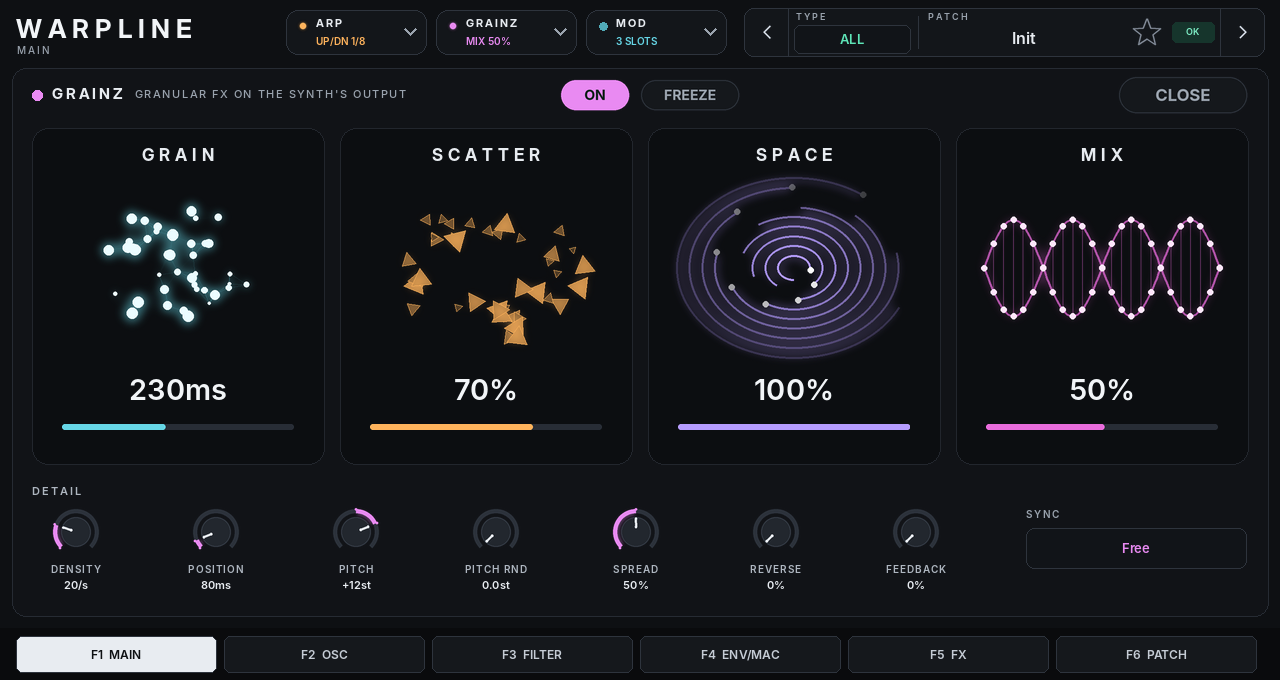 WARPLINE
MAIN
ARP
UP/DN 1/8
GRAINZ
MIX 50%
MOD
3 SLOTS
TYPE
ALL
PATCH
Init
OK
GRAINZ GRANULAR FX ON THE SYNTH'S OUTPUT
ON
FREEZE
CLOSE
GRAIN
230ms
SCATTER
70%
SPACE
100%
MIX
50%
DETAIL
DENSITY
20/s
POSITION
80ms
PITCH
+12st
PITCH RND
0.0st
SPREAD
50%
REVERSE
0%
FEEDBACK
0%
SYNC
Free
F1 MAIN
F2 OSC
F3 FILTER
F4 ENV/MAC
F5 FX
F6 PATCH